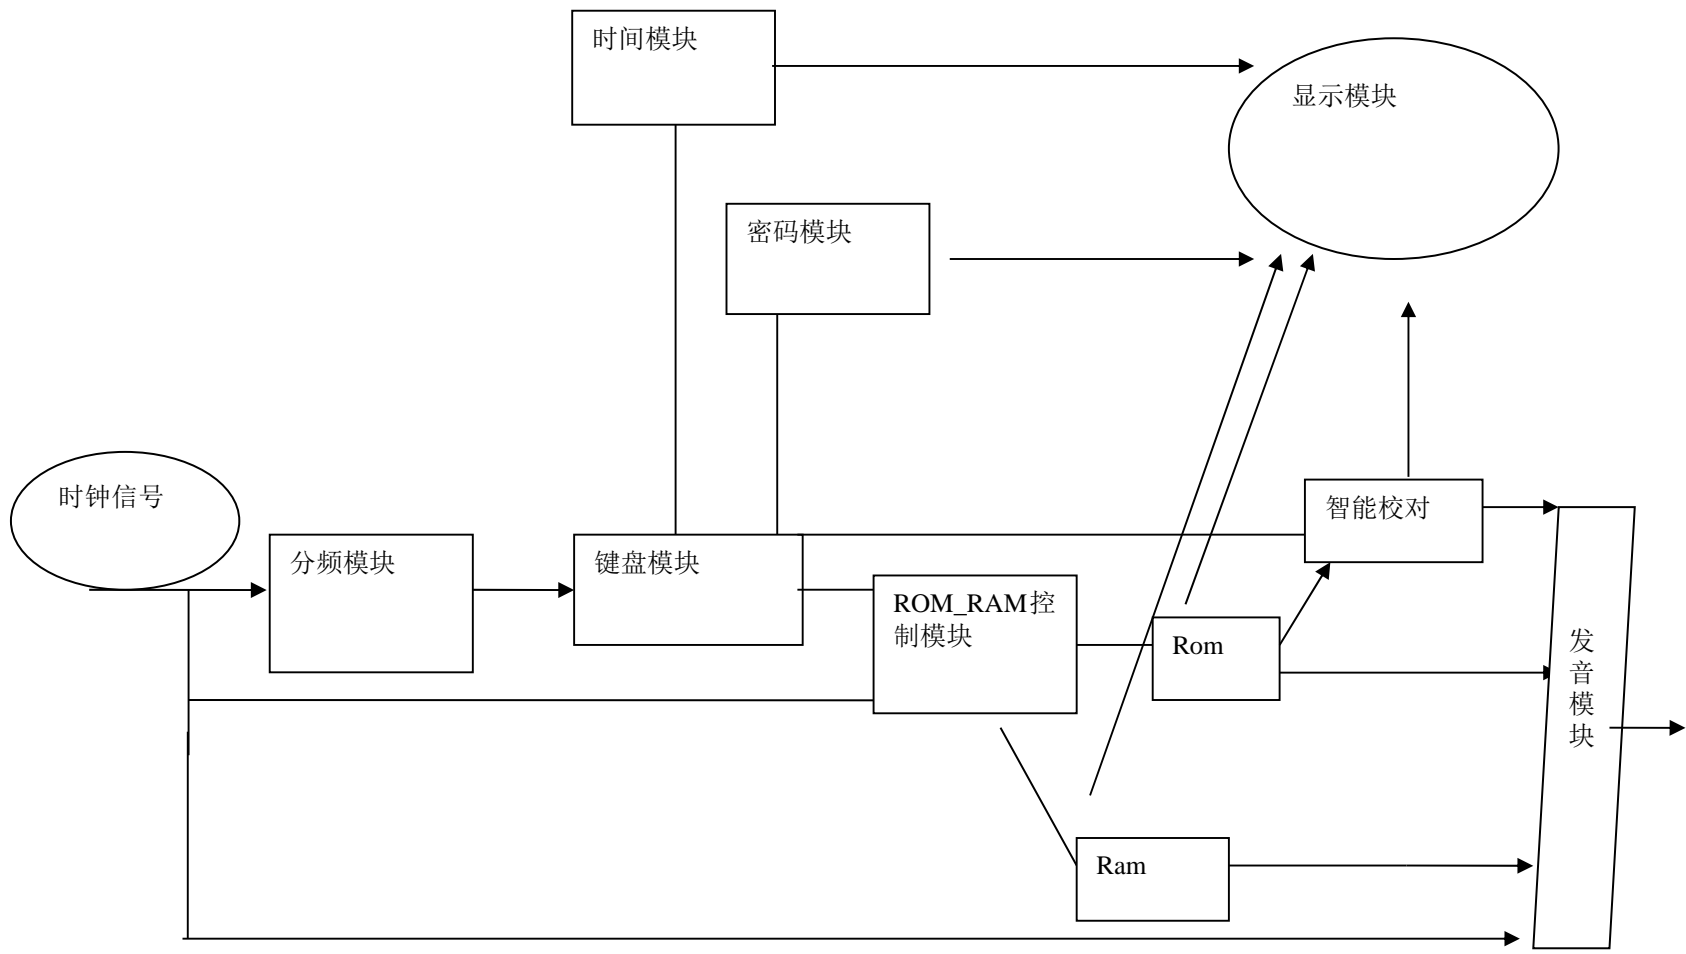 时间模块
显示模块
密码模块
时钟信号
分频模块
键盘模块
智能校对
ROM_RAM控
制模块
Rom
发
音
模
块
Ram